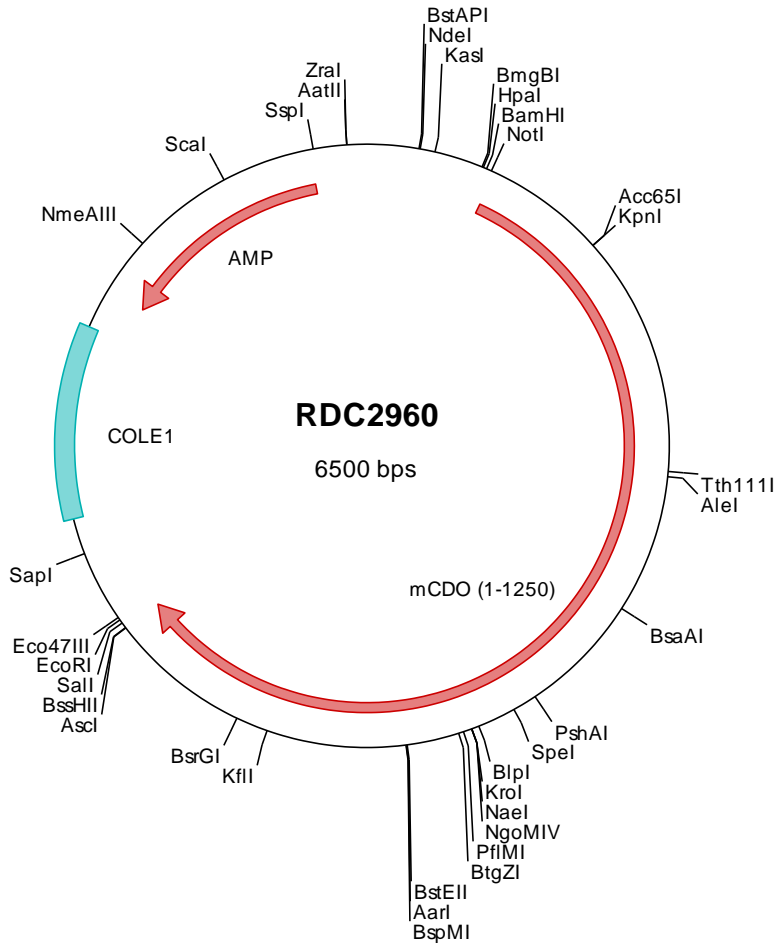 BstAPI
NdeI
KasI
ZraI
AatII
SspI
BmgBI
HpaI
BamHI
NotI
ScaI
NmeAIII
Acc65I
KpnI
AMP
RDC2960
COLE1
6500 bps
Tth111I
AleI
SapI
mCDO (1-1250)
BsaAI
Eco47III
EcoRI
SalI
BssHII
AscI
PshAI
SpeI
BsrGI
KflI
BlpI
KroI
NaeI
NgoMIV
PflMI
BtgZI
BstEII
AarI
BspMI